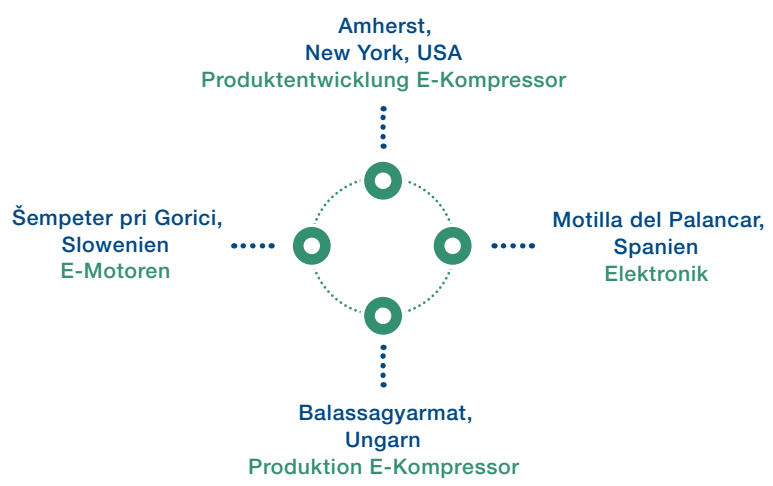 Amherst,
New York, USA
Produktentwicklung E-Kompressor
Šempeter pri Gorici,
Slowenien
E-Motoren
Motilla del Palancar,
Spanien
Elektronik
Balassagyarmat,
Ungarn
Produktion E-Kompressor